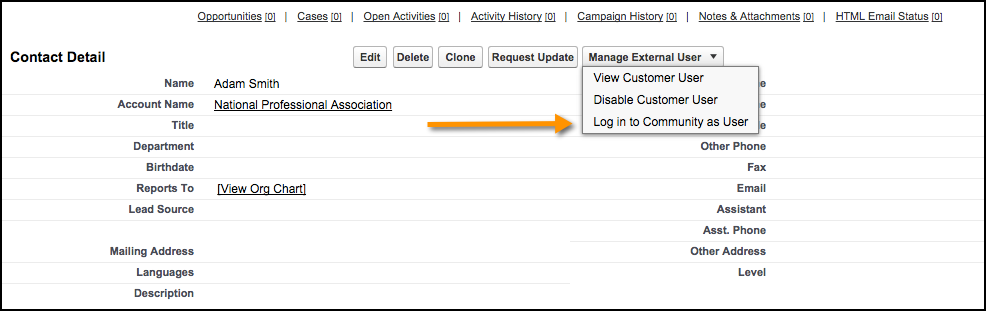 Opportunities [0] | Cases [0] | Open Activities [0] | Activity History [0] | Campaign History [0] | Notes & Attachments [0] | HTML Email Status [0]
Contact Detail Edit Delete Clone Request Update Manage External User
View Customer User
Disable Customer User
Log in to Community as User
Name Adam Smith e
Account Name National Professional Association e
Title e
Department Other Phone
Birthdate Fax
Reports To [View Org Chart] Email
Lead Source Assistant
Asst. Phone
Mailing Address Other Address
Languages Level
Description